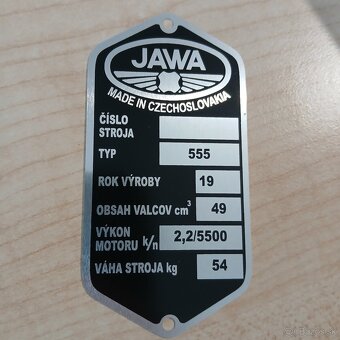 JAWA
MADE IN CZECHOSLOVAKIA
ČÍSLO
STROJA
TYP 555
ROK VÝROBY 19
OBSAH VALCOV cm³ 49
VÝKON
MOTORU k/n 2,2/5500
VÁHA STROJA kg 54